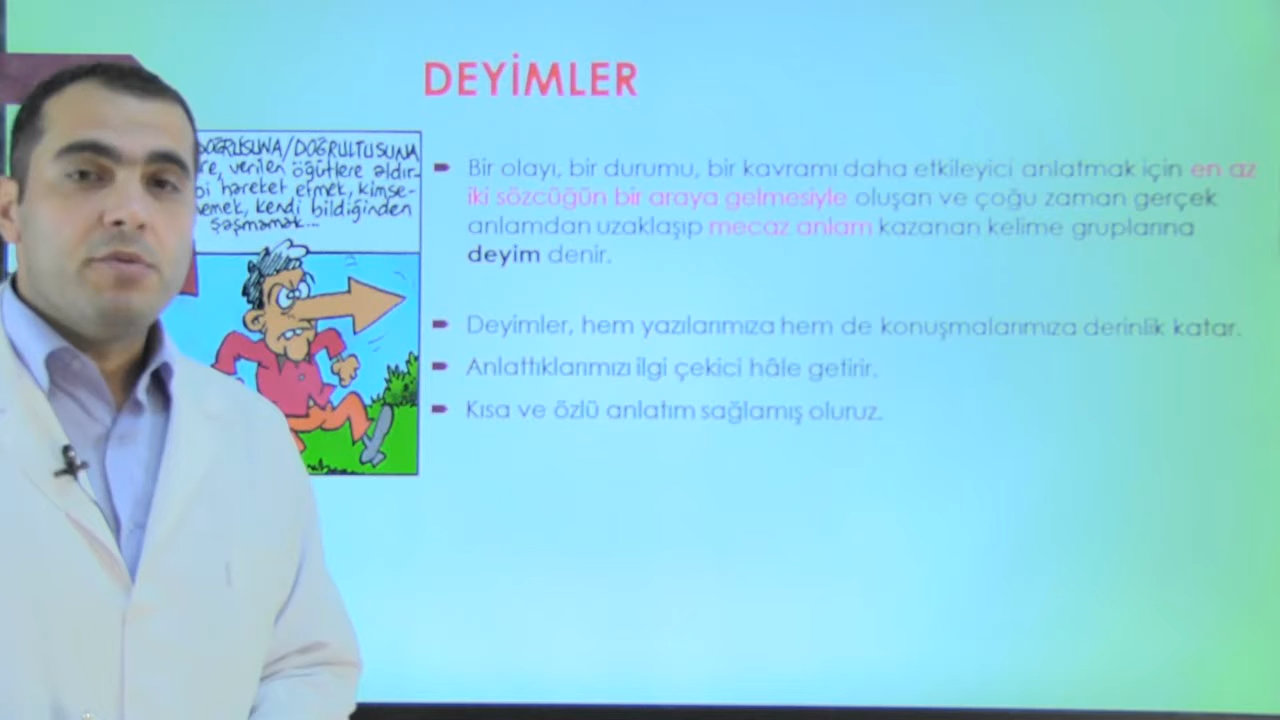 DEYİMLER
DOĞRUSUNA/DOĞRULTUSUNA
verilen öğütlere aldır-
hareket etmek, kimse-
kendi bildiğinden
şaşmamak...
Bir olayı, bir durumu, bir kavramı daha etkileyici anlatmak için en az
iki sözcüğün bir araya gelmesiyle oluşan ve çoğu zaman gerçek
anlamdan uzaklaşıp mecaz anlam kazanan kelime gruplarına
deyim denir.
Deyimler, hem yazılarımıza hem de konuşmalarımıza derinlik katar.
Anlattıklarımızı ilgi çekici hâle getirir.
Kısa ve özlü anlatım sağlamış oluruz.